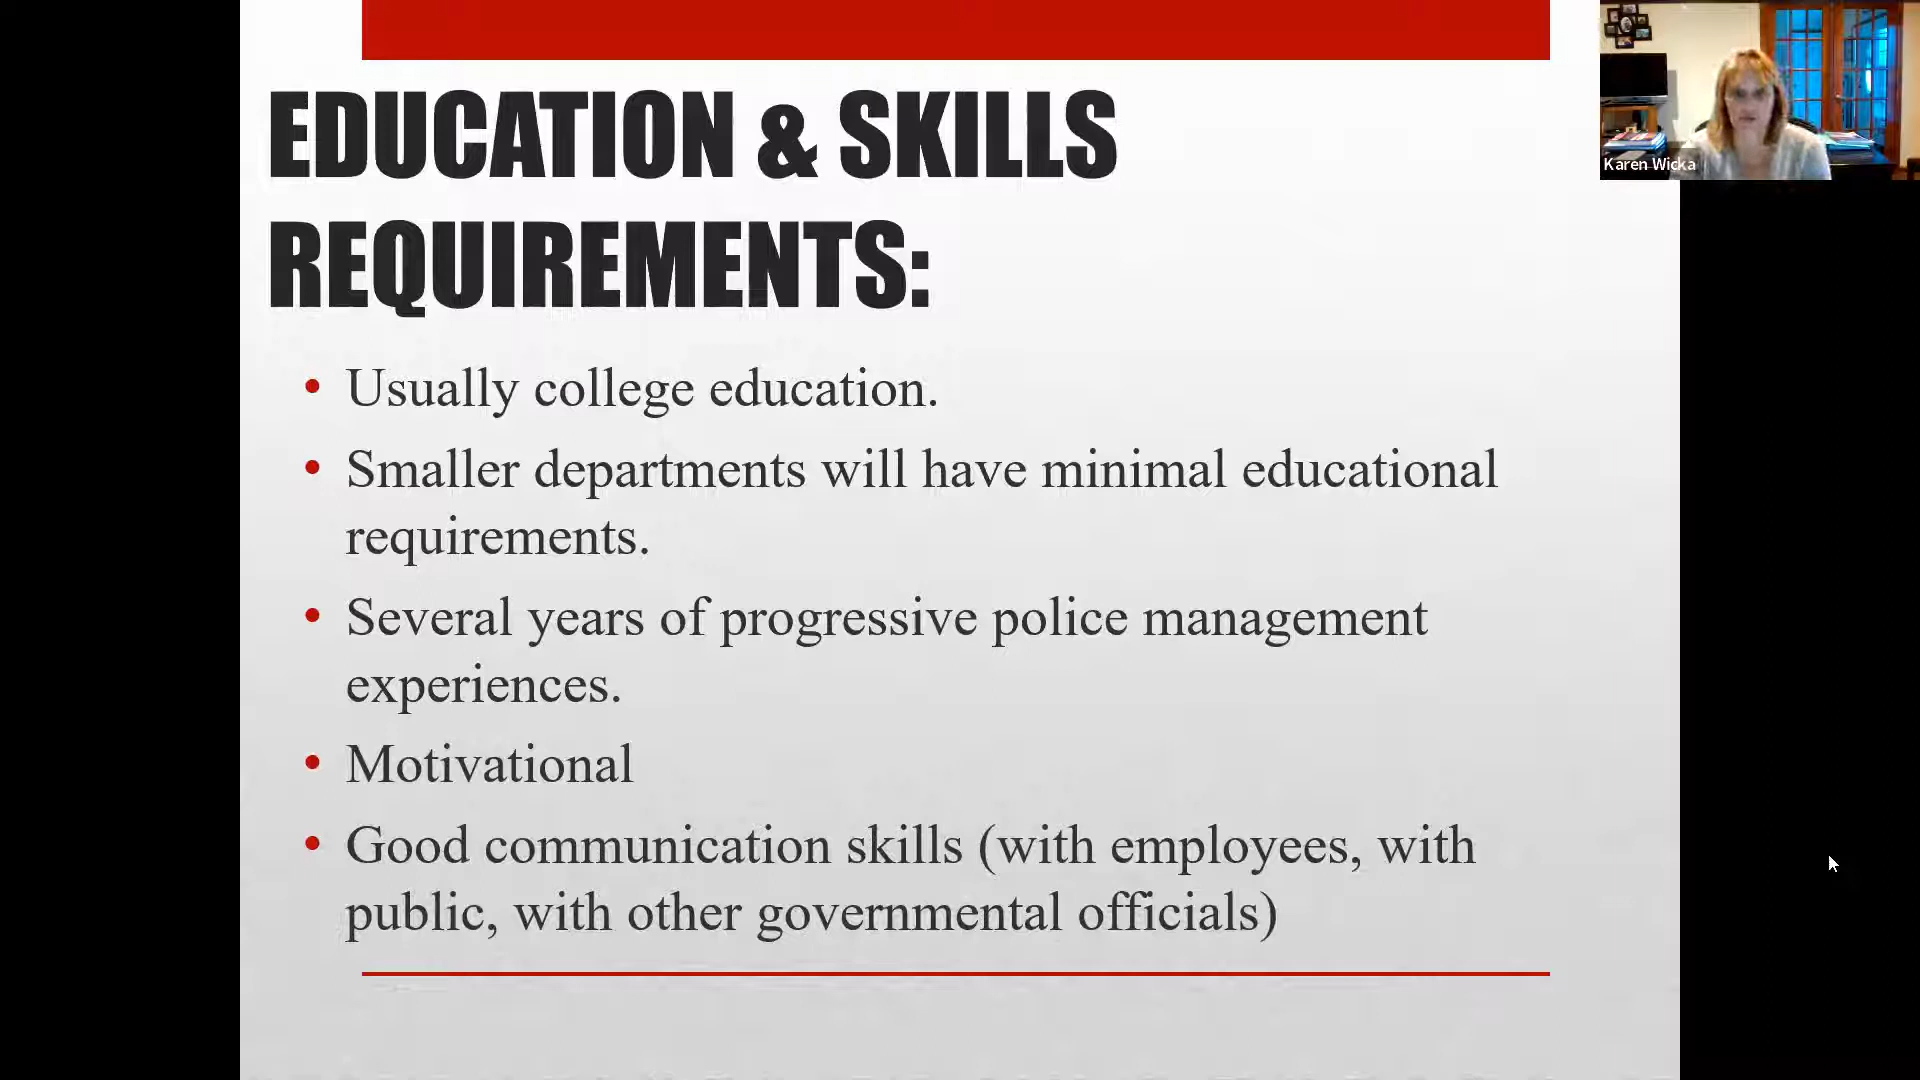 EDUCATION & SKILLS
REQUIREMENTS:
• Usually college education.
• Smaller departments will have minimal educational
requirements.
• Several years of progressive police management
experiences.
• Motivational
• Good communication skills (with employees, with
public, with other governmental officials)
Karen Wicka